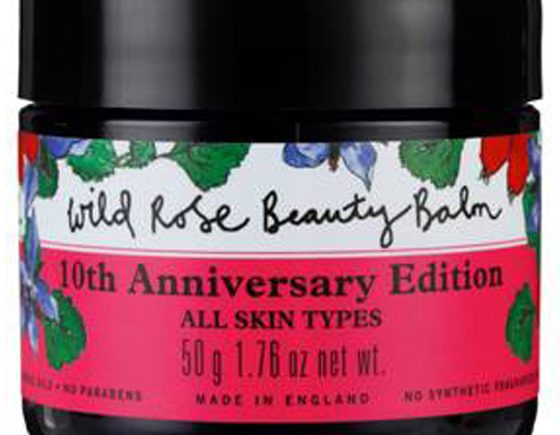 Wild Rose Beauty Balm
10th Anniversary Edition
ALL SKIN TYPES
50 g 1.76 oz net wt.
• NO PARABENS
MADE IN ENGLAND
NO SYNTHETIC